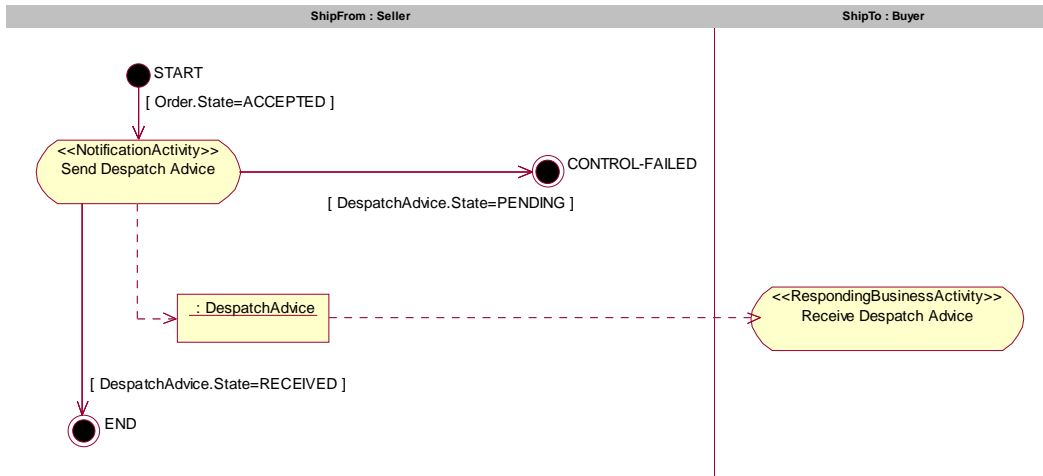 ShipFrom : Seller
ShipTo : Buyer
START
[ Order.State=ACCEPTED ]
<<NotificationActivity>>
Send Despatch Advice
CONTROL-FAILED
[ DespatchAdvice.State=PENDING ]
: DespatchAdvice
<<RespondingBusinessActivity>>
Receive Despatch Advice
[ DespatchAdvice.State=RECEIVED ]
END